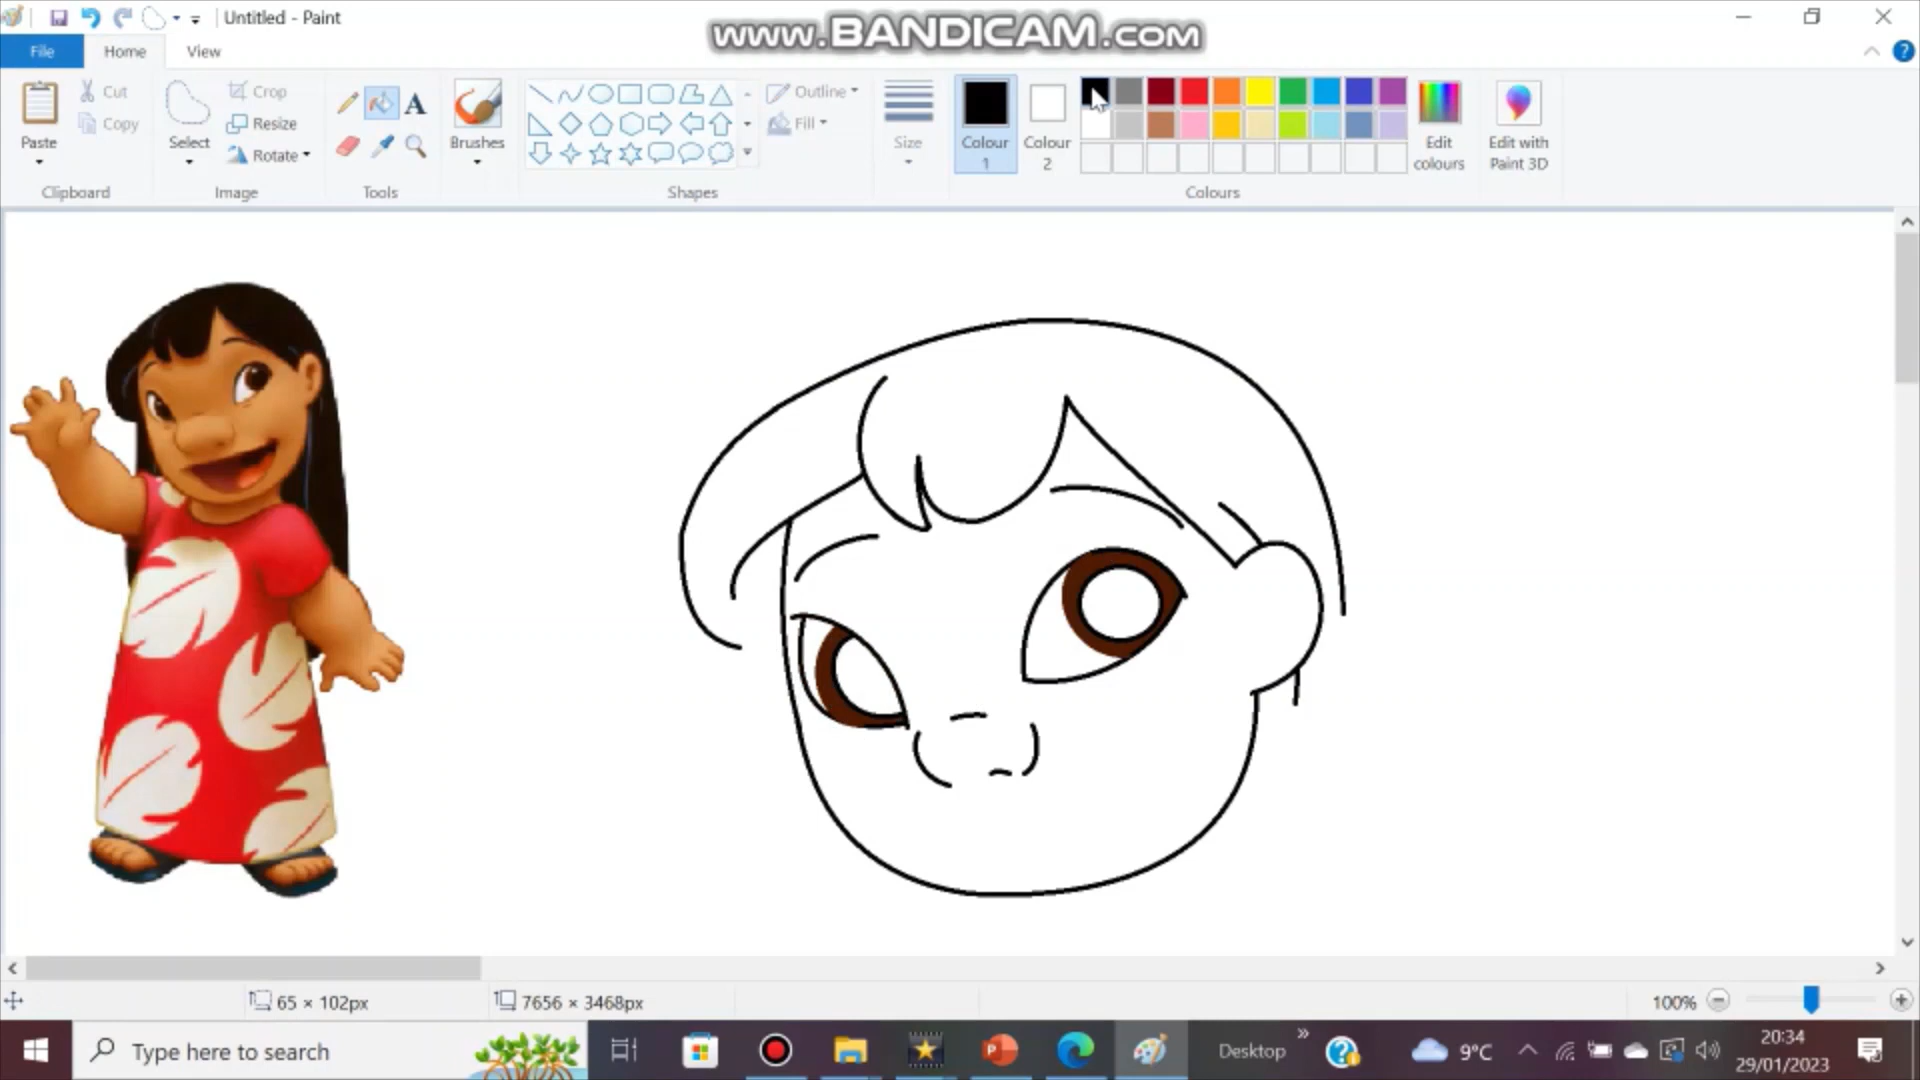 Untitled - Paint
www.BANDICAM.com
File
Home
View
Paste
Cut
Copy
Clipboard
Select
Crop
Resize
Rotate
Image
A
Tools
Brushes
Outline
Fill
Shapes
Size
Colour
1
Colour
2
Edit
colours
Edit with
Paint 3D
Colours
65 × 102px
7656 × 3468px
100%
Type here to search
Desktop
9°C
20:34
29/01/2023